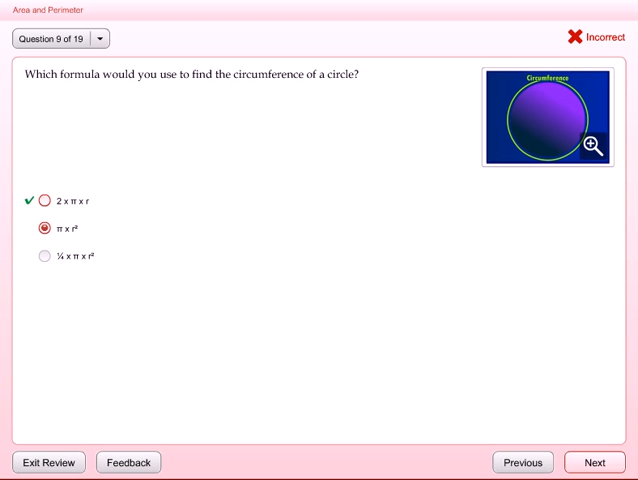 Area and Perimeter
Question 9 of 19
Incorrect
Which formula would you use to find the circumference of a circle?
Circumference
2 x π x r
π x r²
¼ x π x r²
Exit Review
Feedback
Previous
Next